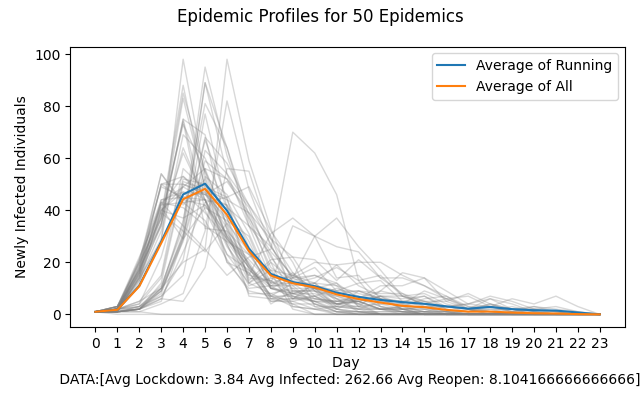 Epidemic Profiles for 50 Epidemics
100
80
60
40
20
0
Newly Infected Individuals
Average of Running
Average of All
0 1 2 3 4 5 6 7 8 9 10 11 12 13 14 15 16 17 18 19 20 21 22 23
Day
DATA:[Avg Lockdown: 3.84 Avg Infected: 262.66 Avg Reopen: 8.104166666666666]